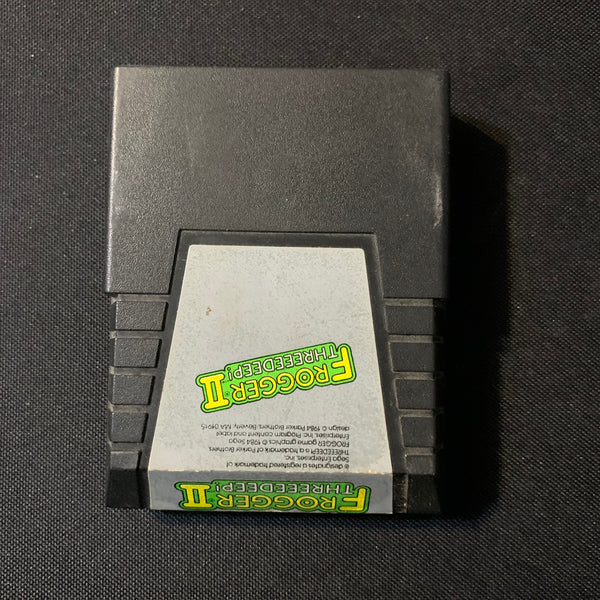 FROGGER II
THREEEDEEP!
® designates a registered trademark of
Sega Enterprises, Inc.
THREEEDEEP is a trademark of Parker Brothers.
FROGGER game graphics © 1984 Sega
Enterprises, Inc. Program content and label
design © 1984 Parker Brothers, Beverly, MA 01915
FROGGER II
THREEEDEEP!